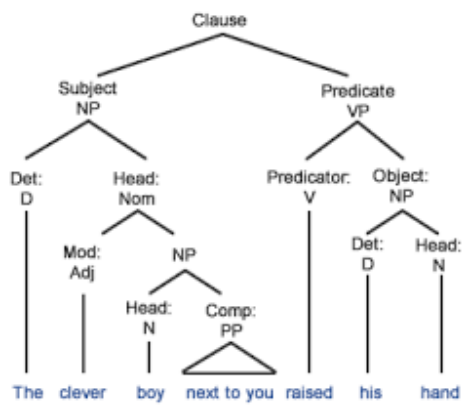 Clause
Subject Predicate
NP VP
Det: Head: Predicator: Object:
D Nom V NP
Mod: NP Det: Head:
Adj D N
Head: Comp:
N PP
The clever boy next to you raised his hand